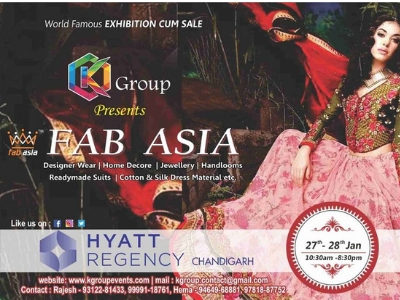 World Famous EXHIBITION CUM SALE
K Group
Presents
fab asia
FAB ASIA
Designer Wear | Home Decore | Jewellery | Handlooms
Readymade Suits | Cotton & Silk Dress Material etc.
Like us on :
HYATT
REGENCY CHANDIGARH
27th - 28th Jan
10:30am -8:30pm
website: www.kgroupevents.com | mail : kgroup.contact@gmail.com
Contact : Rajesh - 93122-81433, 99991-18761, Hema - 94649-68881, 97818-87752